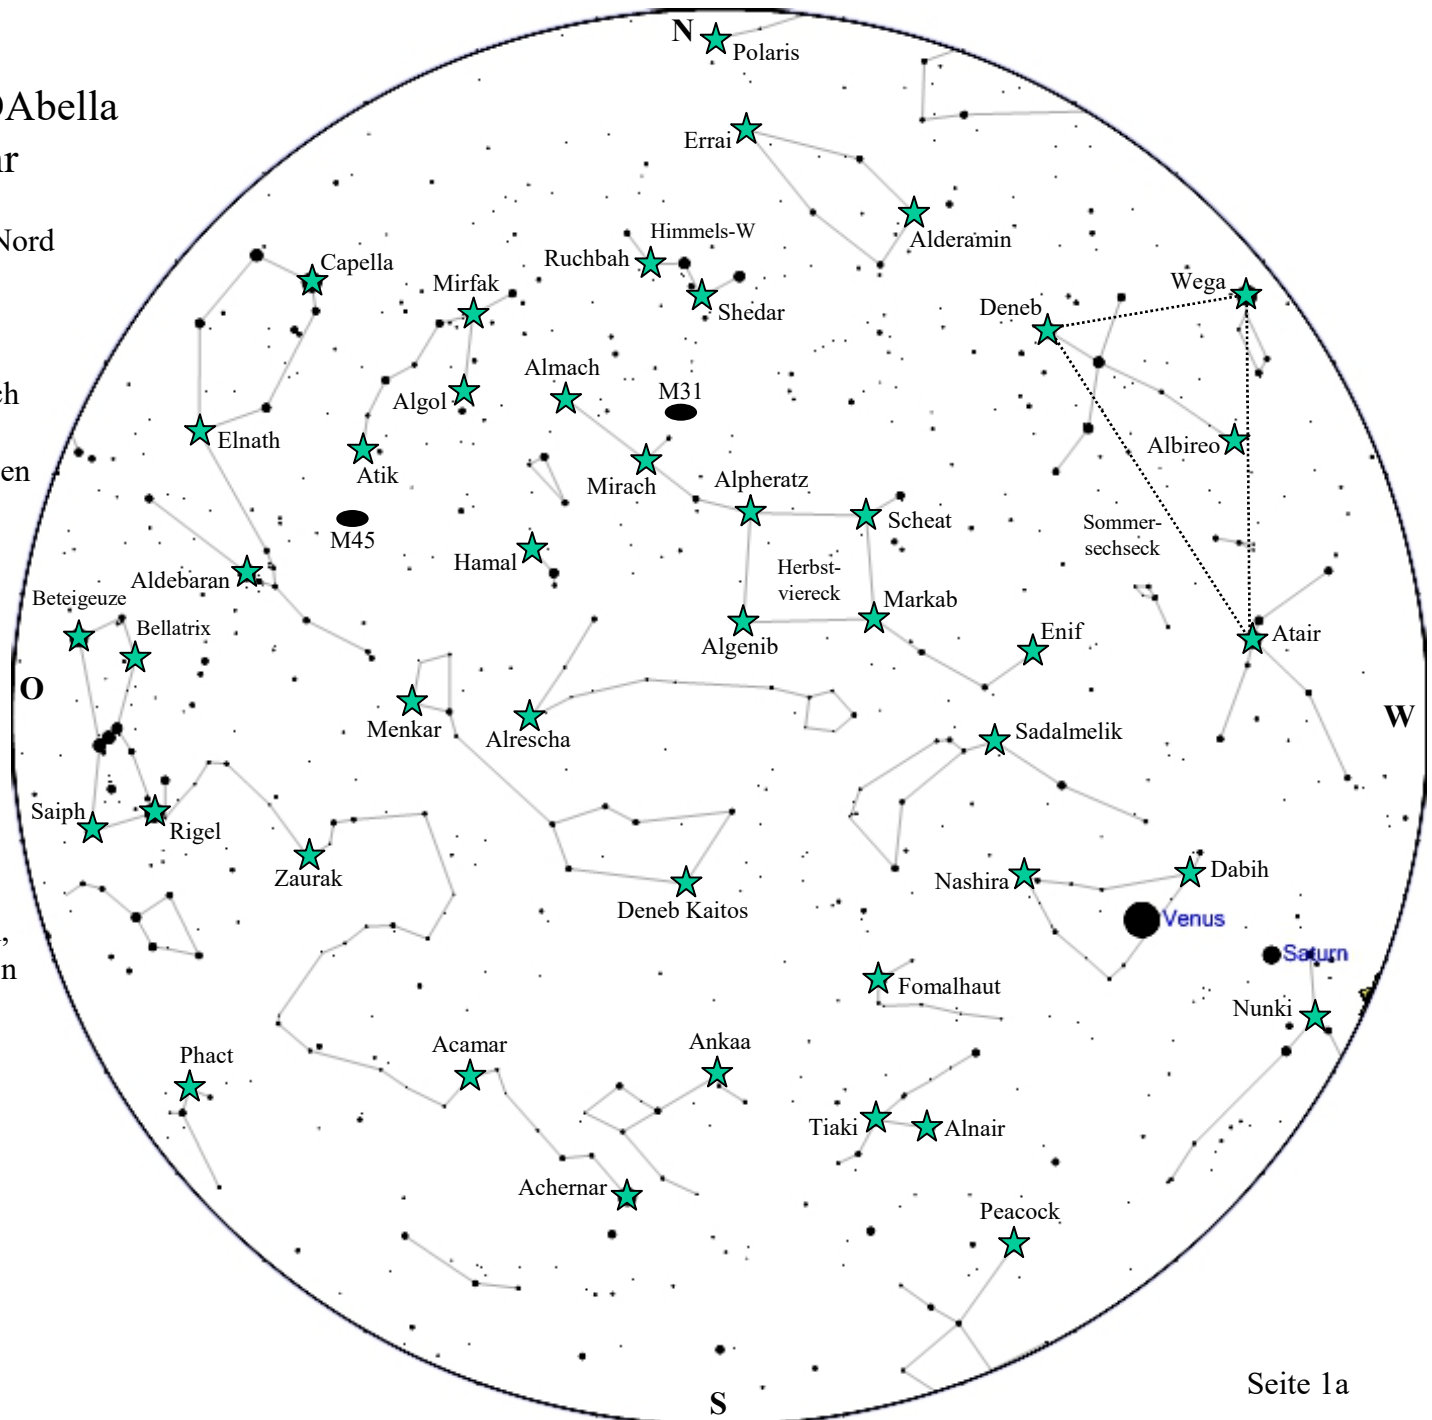 N
Polaris
Abella
Errai
Nord
Alderamin
Himmels-W
Ruchbah
Capella
Mirfak
Shedar
Wega
Deneb
Almach
M31
Algol
Elnath
Albireo
Atik
Mirach
Alpheratz
Scheat
M45
Sommer-
sechseck
Hamal
Herbst-
viereck
Aldebaran
Beteigeuze
Bellatrix
Markab
Algenib
Enif
Atair
O
W
Menkar
Alrescha
Sadalmelik
Saiph
Rigel
Zaurak
Nashira
Dabih
Deneb Kaitos
Venus
Saturn
Fomalhaut
Nunki
Phact
Acamar
Ankaa
Tiaki
Alnair
Achernar
Peacock
Seite 1a
S